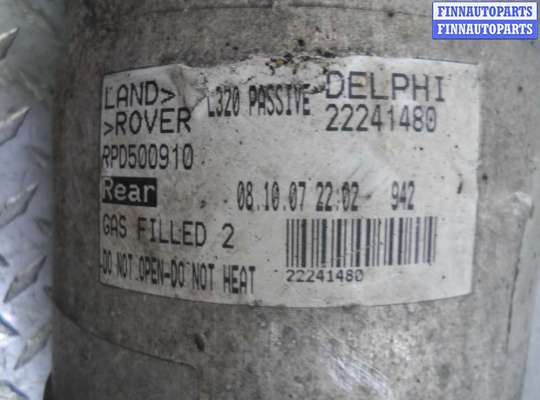 FINNAUTOPARTS
FINNAUTOPARTS
LAND> L320 PASSIVE DELPHI
>ROVER 22241480
RPD500910
Rear 08.10.07 22:02 942
GAS FILLED 2
-DO NOT OPEN-DO NOT HEAT 22241480